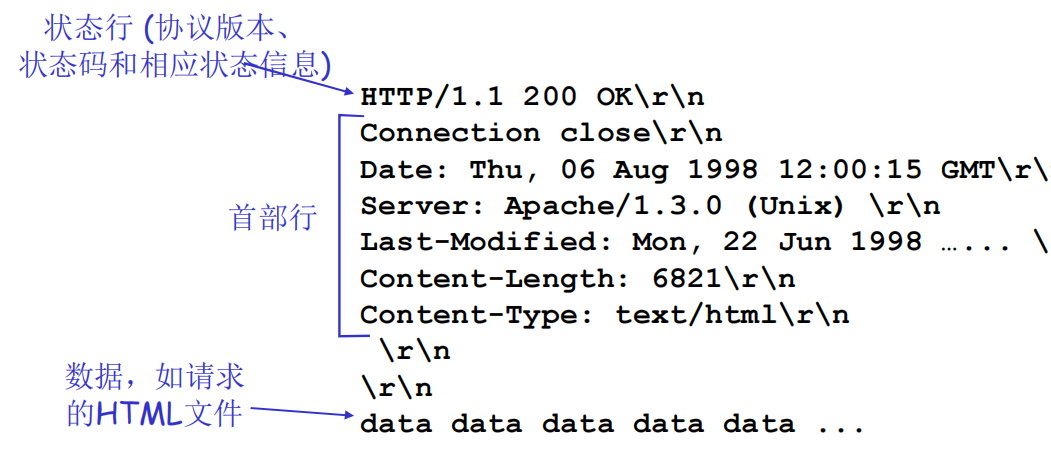 状态行 (协议版本、
状态码和相应状态信息)
HTTP/1.1 200 OK\r\n
Connection close\r\n
Date: Thu, 06 Aug 1998 12:00:15 GMT\r\
Server: Apache/1.3.0 (Unix) \r\n
首部行
Last-Modified: Mon, 22 Jun 1998 …... \
Content-Length: 6821\r\n
Content-Type: text/html\r\n
\r\n
\r\n
数据，如请求
的HTML文件
data data data data data ...